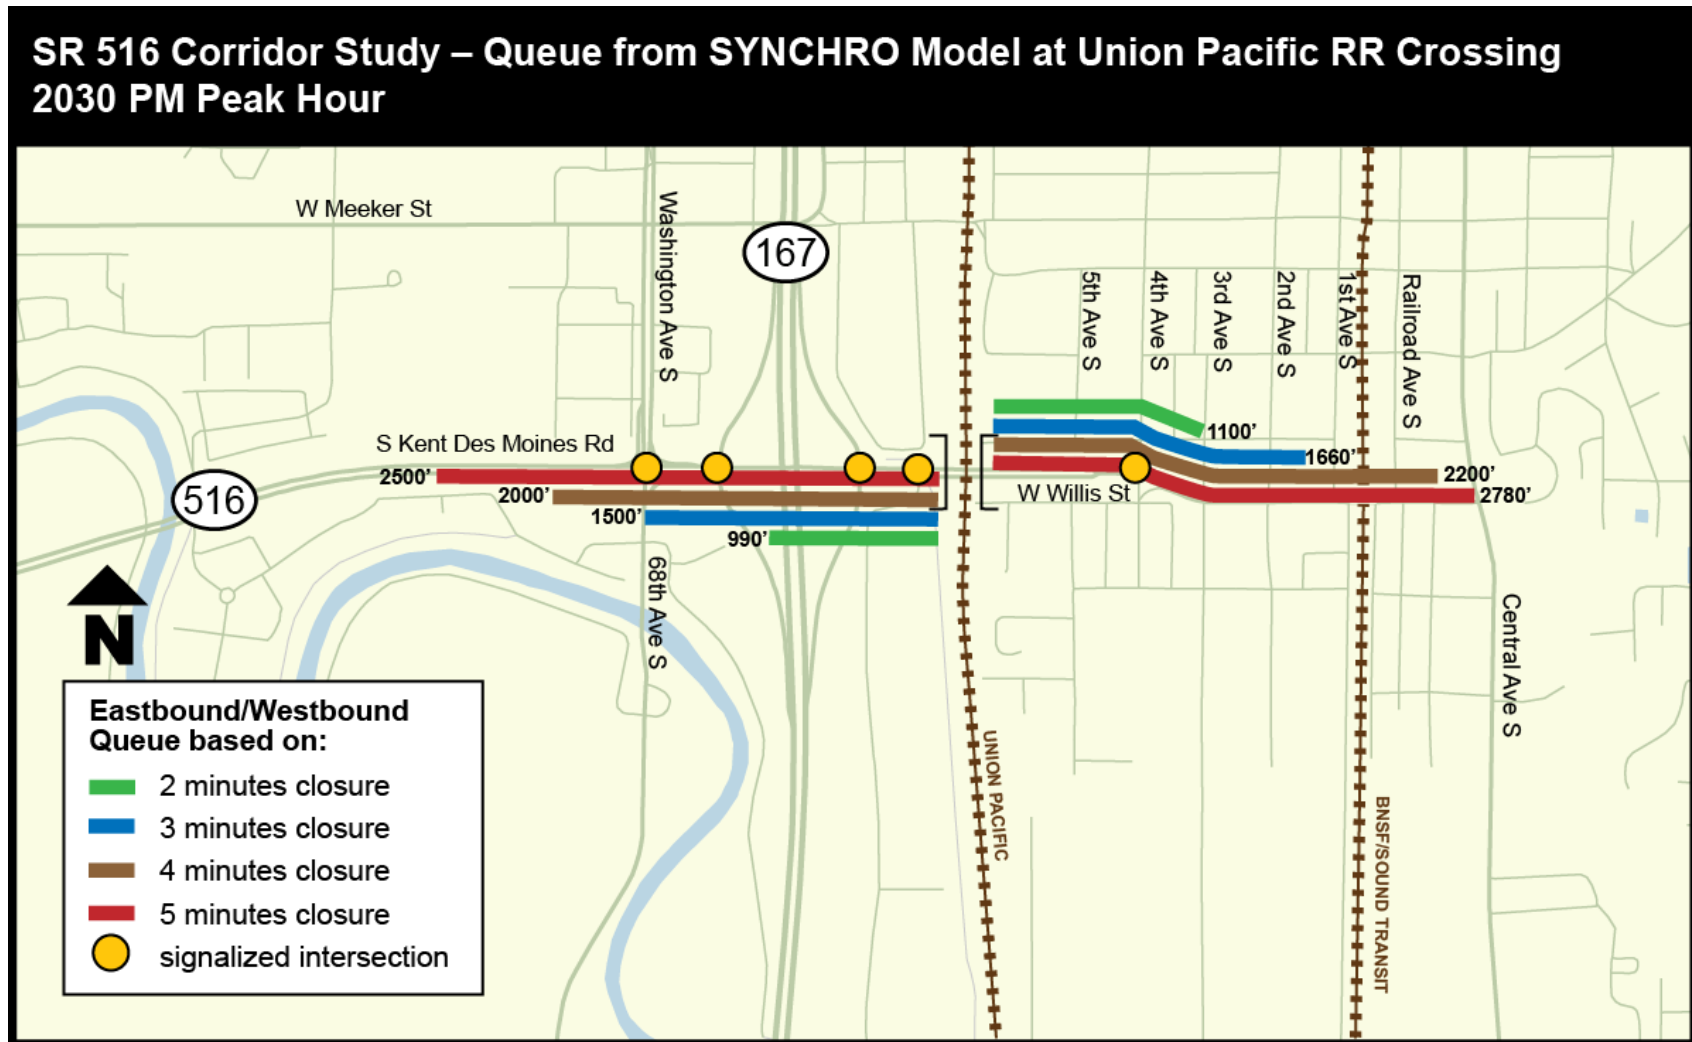 SR 516 Corridor Study – Queue from SYNCHRO Model at Union Pacific RR Crossing
2030 PM Peak Hour
W Meeker St
Washington Ave S
167
5th Ave S
4th Ave S
3rd Ave S
2nd Ave S
1st Ave S
Railroad Ave S
1100'
S Kent Des Moines Rd
1660'
2500'
2200'
516
2000'
W Willis St
2780'
1500'
990'
68th Ave S
N
Central Ave S
Eastbound/Westbound
Queue based on:
2 minutes closure
3 minutes closure
4 minutes closure
5 minutes closure
signalized intersection
UNION PACIFIC
BNSF/SOUND TRANSIT